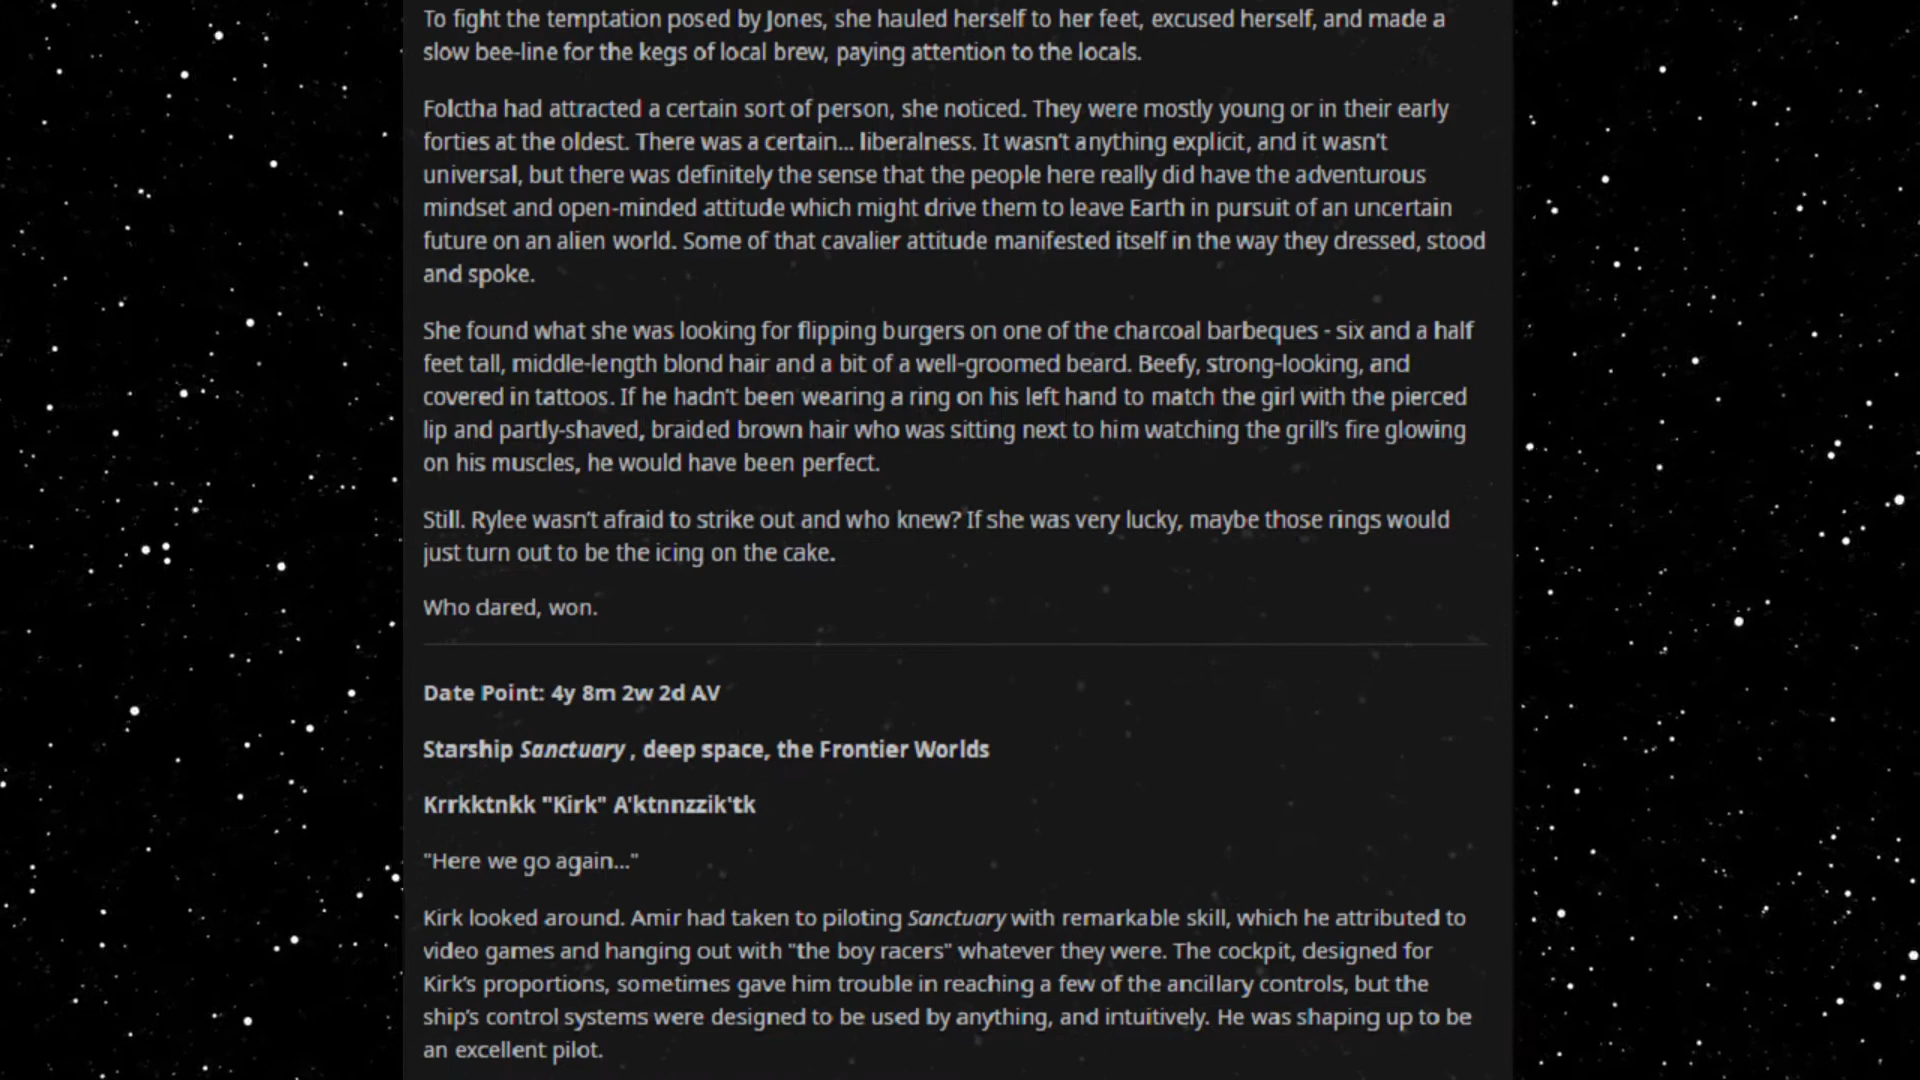 To fight the temptation posed by Jones, she hauled herself to her feet, excused herself, and made a
slow bee-line for the kegs of local brew, paying attention to the locals.
Folctha had attracted a certain sort of person, she noticed. They were mostly young or in their early
forties at the oldest. There was a certain... liberalness. It wasn't anything explicit, and it wasn't
universal, but there was definitely the sense that the people here really did have the adventurous
mindset and open-minded attitude which might drive them to leave Earth in pursuit of an uncertain
future on an alien world. Some of that cavalier attitude manifested itself in the way they dressed, stood
and spoke.
She found what she was looking for flipping burgers on one of the charcoal barbeques - six and a half
feet tall, middle-length blond hair and a bit of a well-groomed beard. Beefy, strong-looking, and
covered in tattoos. If he hadn't been wearing a ring on his left hand to match the girl with the pierced
lip and partly-shaved, braided brown hair who was sitting next to him watching the grill's fire glowing
on his muscles, he would have been perfect.
Still. Rylee wasn't afraid to strike out and who knew? If she was very lucky, maybe those rings would
just turn out to be the icing on the cake.
Who dared, won.
Date Point: 4y 8m 2w 2d AV
Starship Sanctuary , deep space, the Frontier Worlds
Krrkktnkk "Kirk" A'ktnnzzik'tk
"Here we go again..."
Kirk looked around. Amir had taken to piloting Sanctuary with remarkable skill, which he attributed to
video games and hanging out with "the boy racers" whatever they were. The cockpit, designed for
Kirk's proportions, sometimes gave him trouble in reaching a few of the ancillary controls, but the
ship's control systems were designed to be used by anything, and intuitively. He was shaping up to be
an excellent pilot.